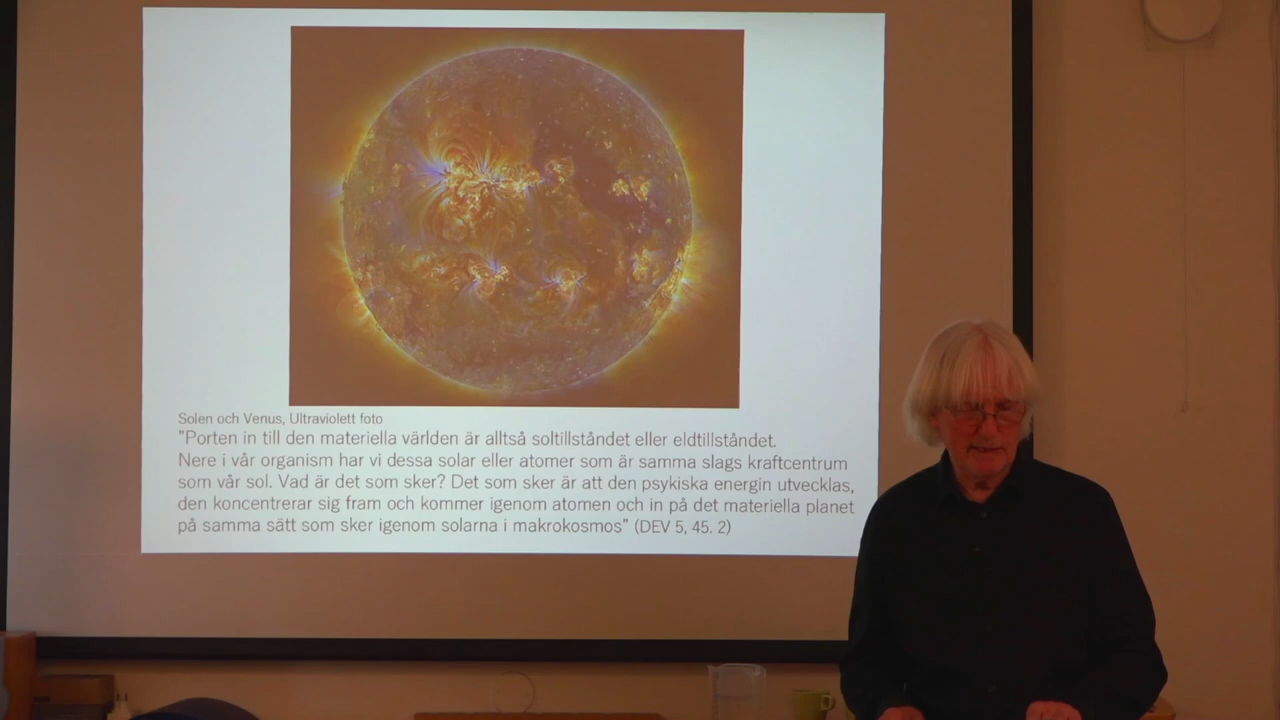 Solen och Venus, Ultraviolett foto
"Porten in till den materiella världen är alltså soltillståndet eller eldtillståndet.
Nere i vår organism har vi dessa solar eller atomer som är samma slags kraftcentrum
som vår sol. Vad är det som sker? Det som sker är att den psykiska energin utvecklas,
den koncentrerar sig fram och kommer igenom atomen och in på det materiella planet
på samma sätt som sker igenom solarna i makrokosmos" (DEV 5, 45. 2)